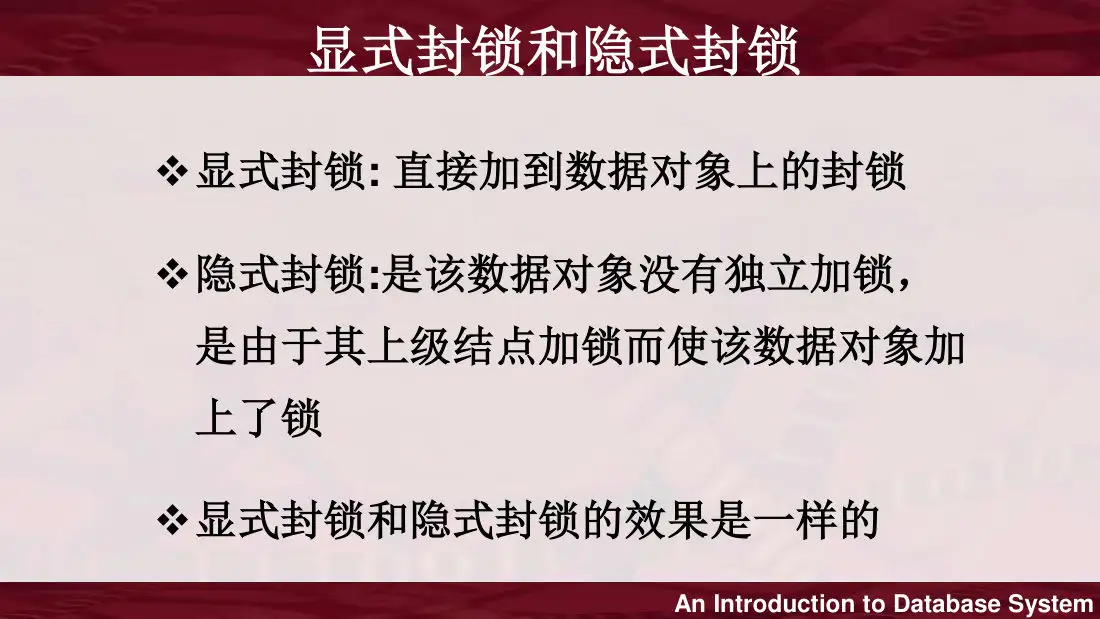 显式封锁和隐式封锁
❖显式封锁: 直接加到数据对象上的封锁
❖隐式封锁:是该数据对象没有独立加锁，
是由于其上级结点加锁而使该数据对象加
上了锁
❖显式封锁和隐式封锁的效果是一样的
An Introduction to Database System